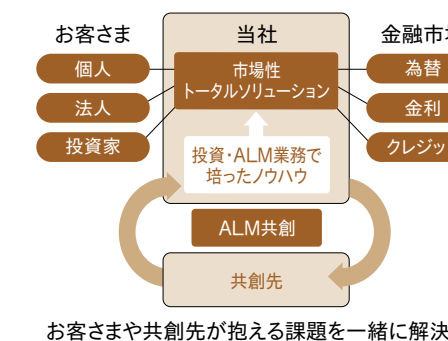 お客さま
当社
金融市
個人
法人
投資家
市場性
トータルソリューション
為替
金利
クレジッ
投資・ALM業務で
培ったノウハウ
ALM共創
共創先
お客さまや共創先が抱える課題を一緒に解決